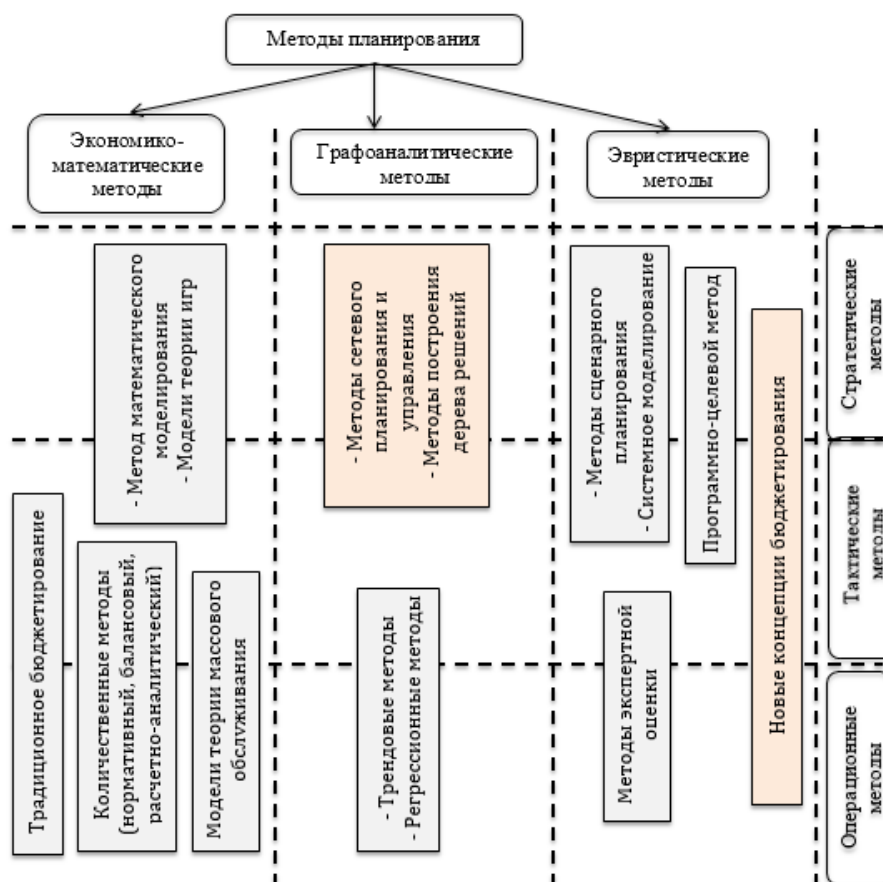 Методы планирования
Экономико-
математические
методы
Графоаналитические
методы
Эвристические
методы
- Метод математического
моделирования
- Модели теории игр
- Методы сетевого
планирования и
управления
- Методы построения
дерева решений
- Методы сценарного
планирования
- Системное моделирование
Программно-целевой метод
Новые концепции бюджетирования
Стратегические
методы
Традиционное бюджетирование
Количественные методы
(нормативный, балансовый,
расчетно-аналитический)
Модели теории массового
обслуживания
- Трендовые методы
- Регрессионные методы
Методы экспертной
оценки
Тактические
методы
Операционные
методы